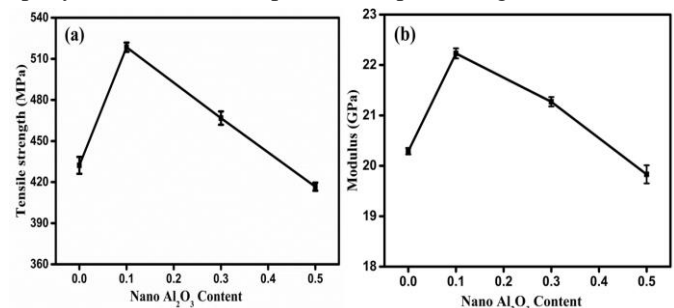 (a)
Tensile strength (MPa)
540
510
480
450
420
390
360
0.0 0.1 0.2 0.3 0.4 0.5
Nano Al₂O₃ Content
(b)
Modulus (GPa)
23
22
21
20
19
18
0.0 0.1 0.2 0.3 0.4 0.5
Nano Al₂O₃ Content